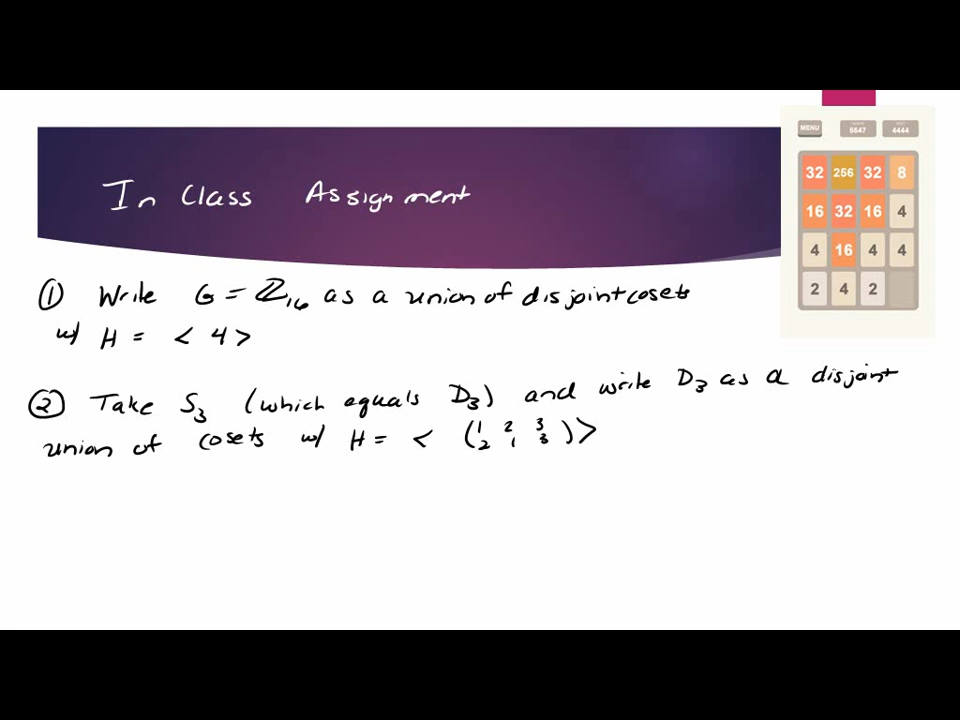 In Class Assignment
① Write G = ℤ₁₆ as a union of disjoint cosets
w/ H = < 4 >
② Take S₃ (which equals D₃) and write D₃ as a disjoint
union of cosets w/ H = < (1 2 3
2 1 3) >
MENU
5547 4444
32 256 32 8
16 32 16 4
4 16 4 4
2 4 2